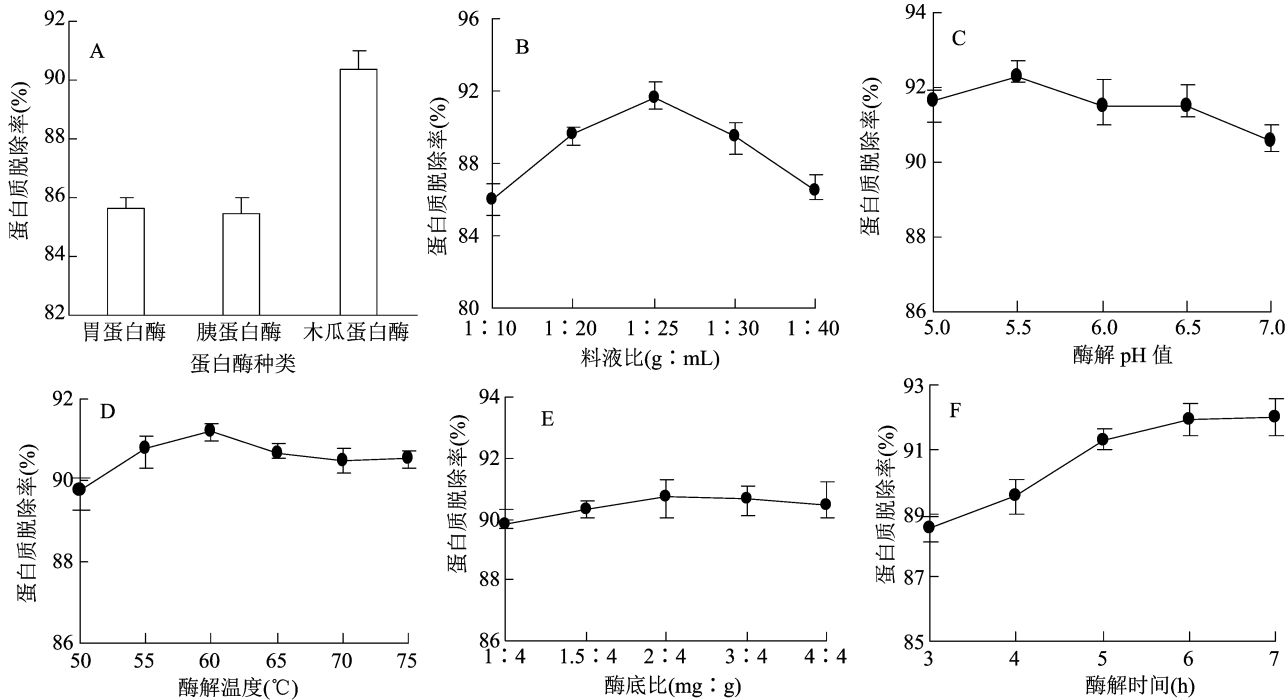 A
蛋白质脱除率(%)
92
90
88
86
84
82
胃蛋白酶 胰蛋白酶 木瓜蛋白酶
蛋白酶种类
B
蛋白质脱除率(%)
96
92
88
84
80
1∶10 1∶20 1∶25 1∶30 1∶40
料液比(g∶mL)
C
蛋白质脱除率(%)
94
92
90
88
86
5.0 5.5 6.0 6.5 7.0
酶解 pH 值
D
蛋白质脱除率(%)
92
90
88
86
50 55 60 65 70 75
酶解温度(℃)
E
蛋白质脱除率(%)
94
92
90
88
86
1∶4 1.5∶4 2∶4 3∶4 4∶4
酶底比(mg∶g)
F
蛋白质脱除率(%)
93
91
89
87
85
3 4 5 6 7
酶解时间(h)